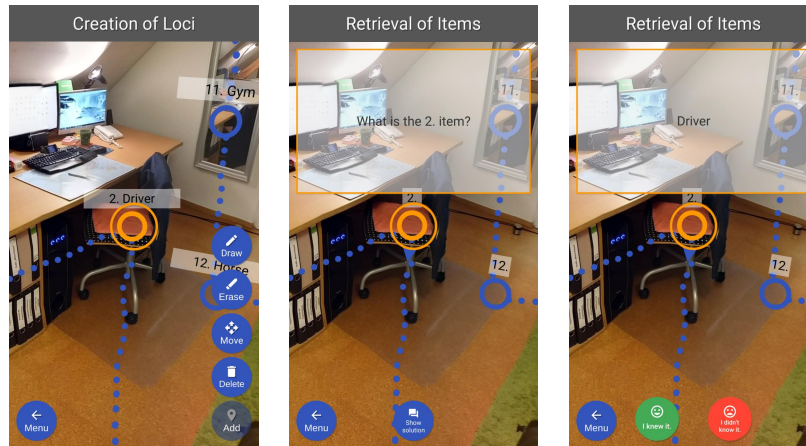 Creation of Loci
11. Gym
2. Driver
12. Horse
Draw
Erase
Move
Delete
Menu
Add
Retrieval of Items
11.
What is the 2. item?
2.
12.
Menu
Show
solution
Retrieval of Items
11.
Driver
2.
12.
Menu
I knew it.
I didn't
know it.